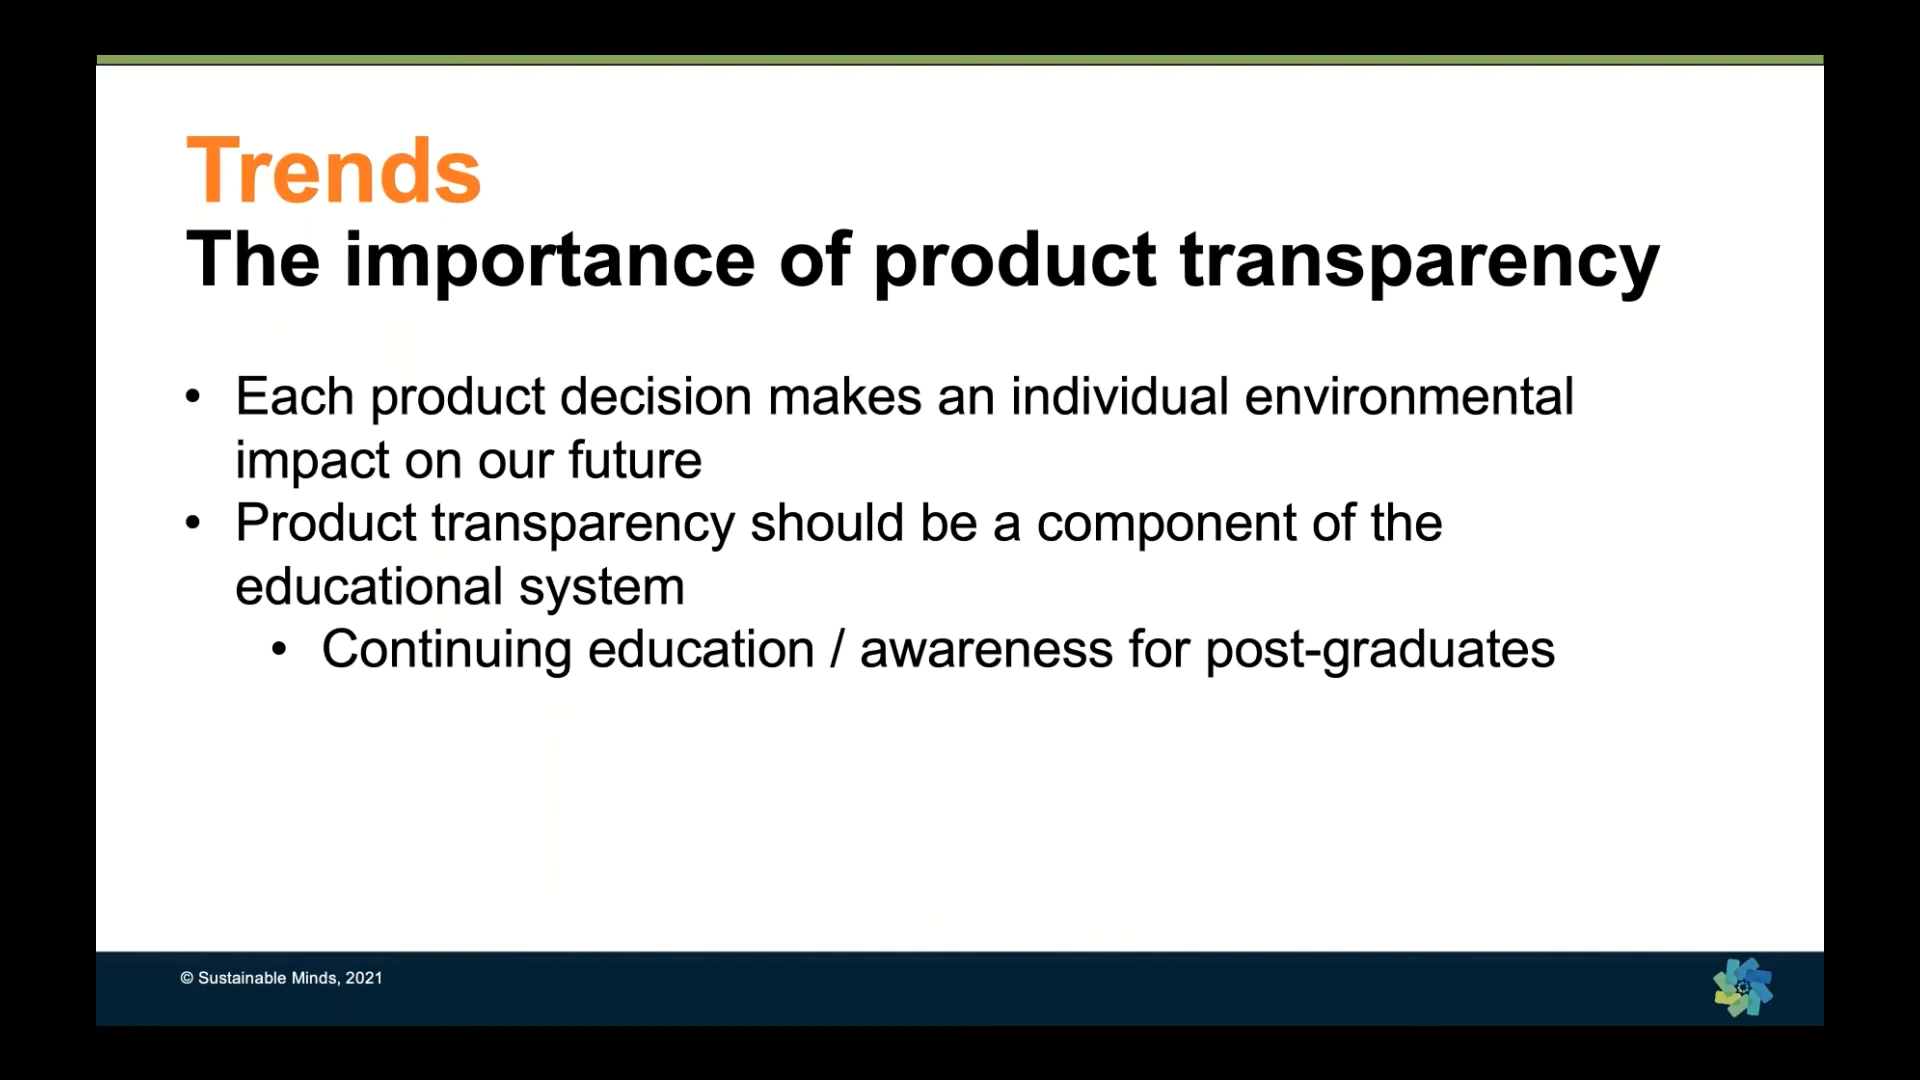 Trends
The importance of product transparency
• Each product decision makes an individual environmental
impact on our future
• Product transparency should be a component of the
educational system
• Continuing education / awareness for post-graduates
© Sustainable Minds, 2021